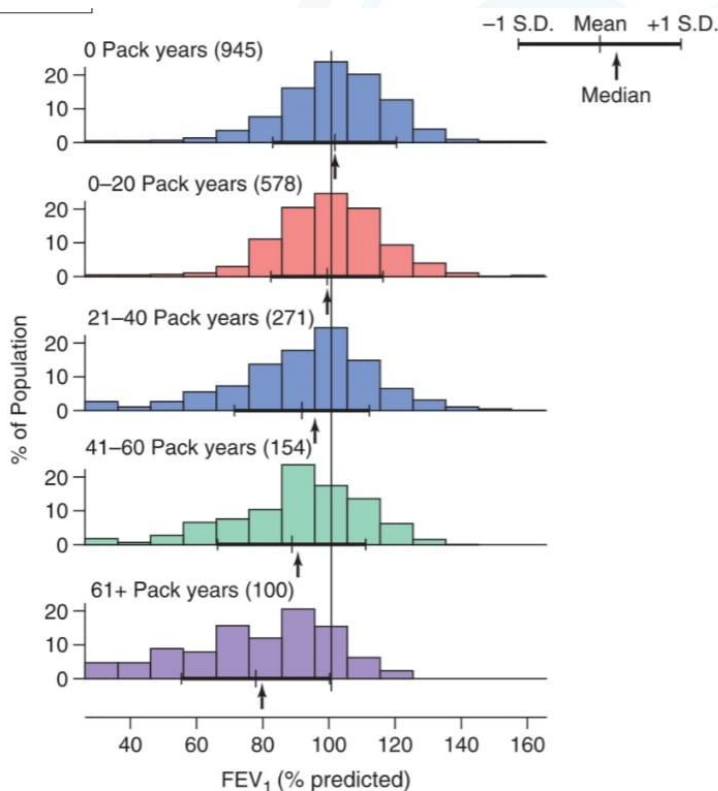 −1 S.D. Mean +1 S.D.
Median
% of Population
0 Pack years (945)
20
10
0
0–20 Pack years (578)
20
10
0
21–40 Pack years (271)
20
10
0
41–60 Pack years (154)
20
10
0
61+ Pack years (100)
20
10
0
40 60 80 100 120 140 160
FEV₁ (% predicted)